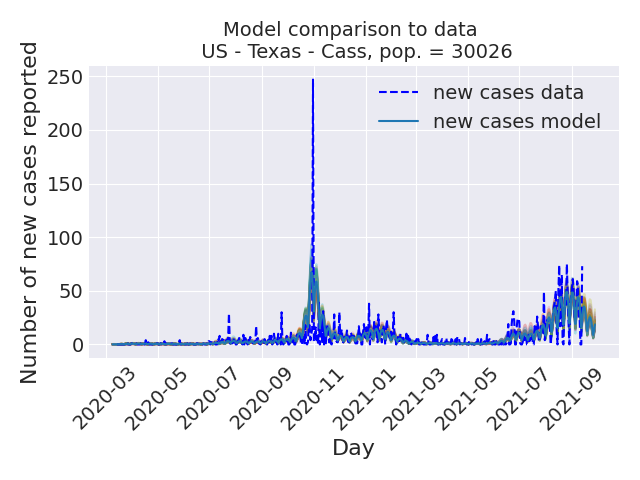 Model comparison to data
US - Texas - Cass, pop. = 30026
Number of new cases reported
250
200
150
100
50
0
new cases data
new cases model
2020-03
2020-05
2020-07
2020-09
2020-11
2021-01
2021-03
2021-05
2021-07
2021-09
Day